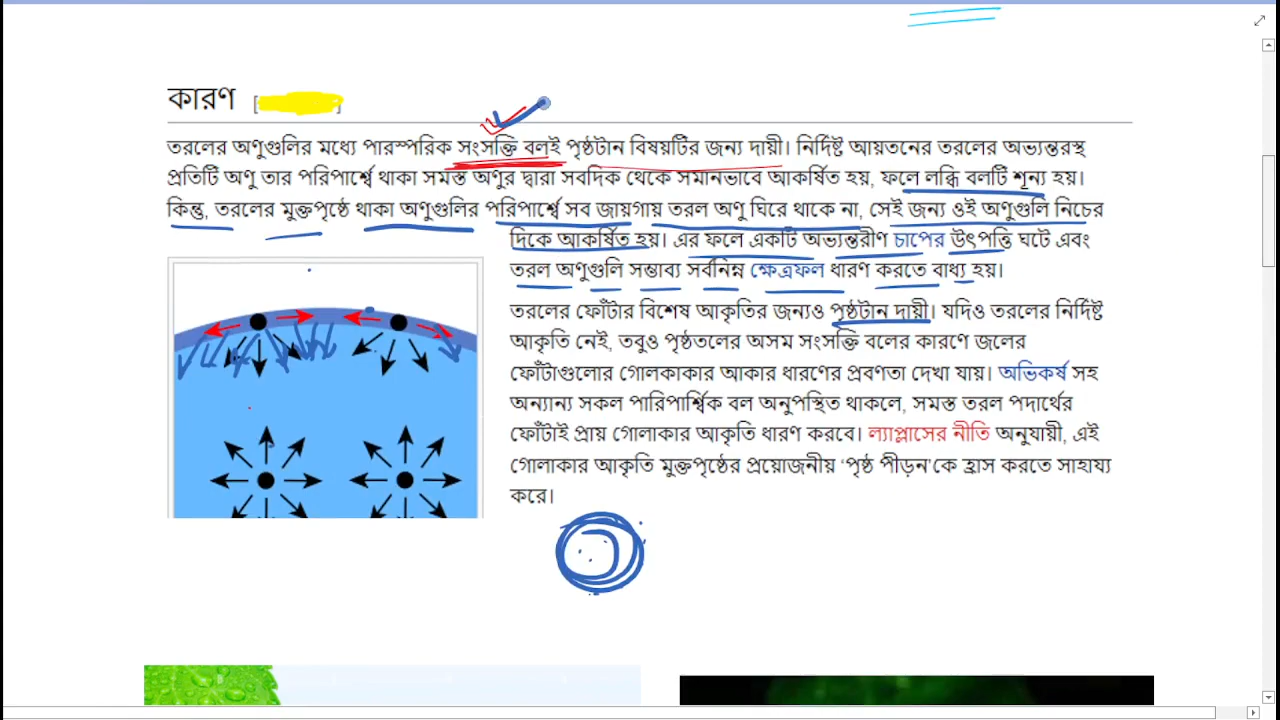 কারণ [ ]
তরলের অণুগুলির মধ্যে পারস্পরিক সংসক্তি বলই পৃষ্ঠটান বিষয়টির জন্য দায়ী। নির্দিষ্ট আয়তনের তরলের অভ্যন্তরস্থ
প্রতিটি অণু তার পরিপার্শ্বে থাকা সমস্ত অণুর দ্বারা সবদিক থেকে সমানভাবে আকর্ষিত হয়, ফলে লব্ধি বলটি শূন্য হয়।
কিন্তু, তরলের মুক্তপৃষ্ঠে থাকা অণুগুলির পরিপার্শ্বে সব জায়গায় তরল অণু ঘিরে থাকে না, সেই জন্য ওই অণুগুলি নিচের
দিকে আকর্ষিত হয়। এর ফলে একটি অভ্যন্তরীণ চাপের উৎপত্তি ঘটে এবং
তরল অণুগুলি সম্ভাব্য সর্বনিম্ন ক্ষেত্রফল ধারণ করতে বাধ্য হয়।
তরলের ফোঁটার বিশেষ আকৃতির জন্যও পৃষ্ঠটান দায়ী। যদিও তরলের নির্দিষ্ট
আকৃতি নেই, তবুও পৃষ্ঠতলের অসম সংসক্তি বলের কারণে জলের
ফোঁটাগুলোর গোলকাকার আকার ধারণের প্রবণতা দেখা যায়। অভিকর্ষ সহ
অন্যান্য সকল পারিপার্শ্বিক বল অনুপস্থিত থাকলে, সমস্ত তরল পদার্থের
ফোঁটাই প্রায় গোলাকার আকৃতি ধারণ করবে। ল্যাপ্লাসের নীতি অনুযায়ী, এই
গোলাকার আকৃতি মুক্তপৃষ্ঠের প্রয়োজনীয় ‘পৃষ্ঠ পীড়ন’কে হ্রাস করতে সাহায্য
করে।